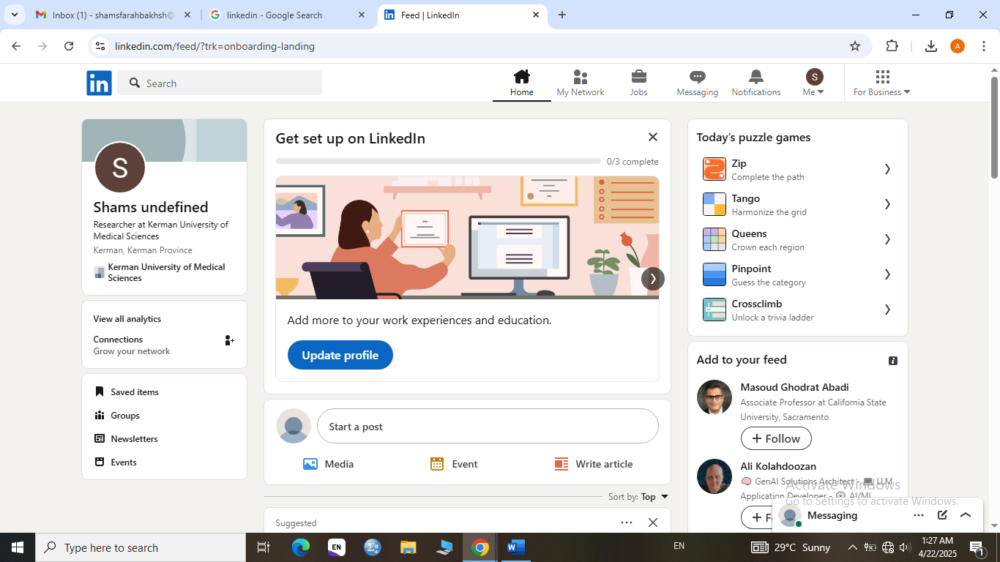 Inbox (1) - shamsfarahbakhsh@
linkedin - Google Search
Feed | LinkedIn
linkedin.com/feed/?trk=onboarding-landing
A
in
Search
Home
My Network
Jobs
Messaging
Notifications
S
Me
For Business
S
Shams undefined
Researcher at Kerman University of
Medical Sciences
Kerman, Kerman Province
Kerman University of Medical
Sciences
View all analytics
Connections
Grow your network
Saved items
Groups
Newsletters
Events
Get set up on LinkedIn
0/3 complete
Add more to your work experiences and education.
Update profile
Start a post
Media
Event
Write article
Sort by: Top
Suggested
Today's puzzle games
Zip
Complete the path
Tango
Harmonize the grid
Queens
Crown each region
Pinpoint
Guess the category
Crossclimb
Unlock a trivia ladder
Add to your feed
Masoud Ghodrat Abadi
Associate Professor at California State
University, Sacramento
+ Follow
Ali Kolahdoozan
GenAI Solutions Architect - LLM
Application Developer - AI/ML
Activate Windows
Go to Settings to activate Windows.
Messaging
Type here to search
EN
EN
29°C Sunny
1:27 AM
4/22/2025
1